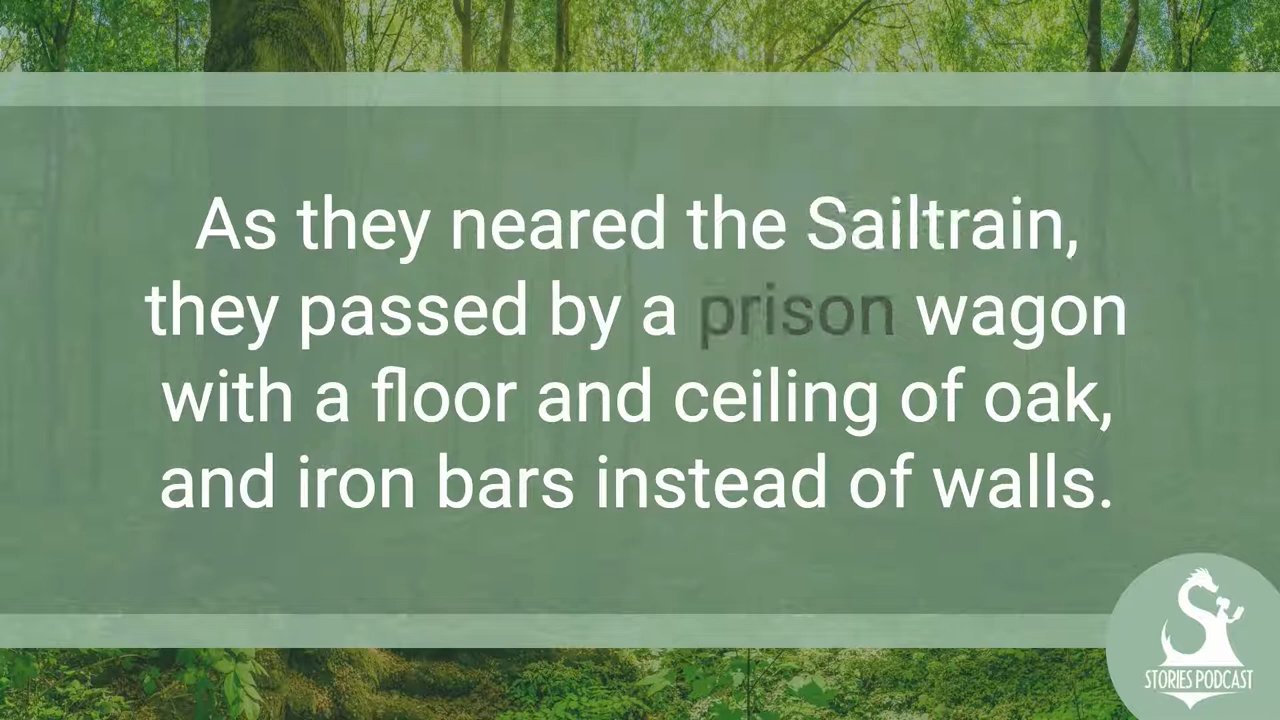 As they neared the Sailtrain,
they passed by a prison wagon
with a floor and ceiling of oak,
and iron bars instead of walls.
STORIES PODCAST